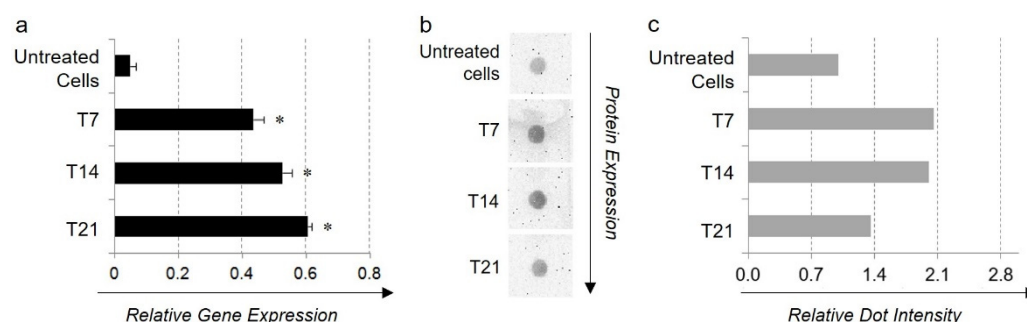 a
Untreated
Cells
T7
*
T14
*
T21
*
0 0.2 0.4 0.6 0.8
Relative Gene Expression
b
Untreated
cells
T7
T14
T21
Protein Expression
c
Untreated
Cells
T7
T14
T21
0.0 0.7 1.4 2.1 2.8
Relative Dot Intensity